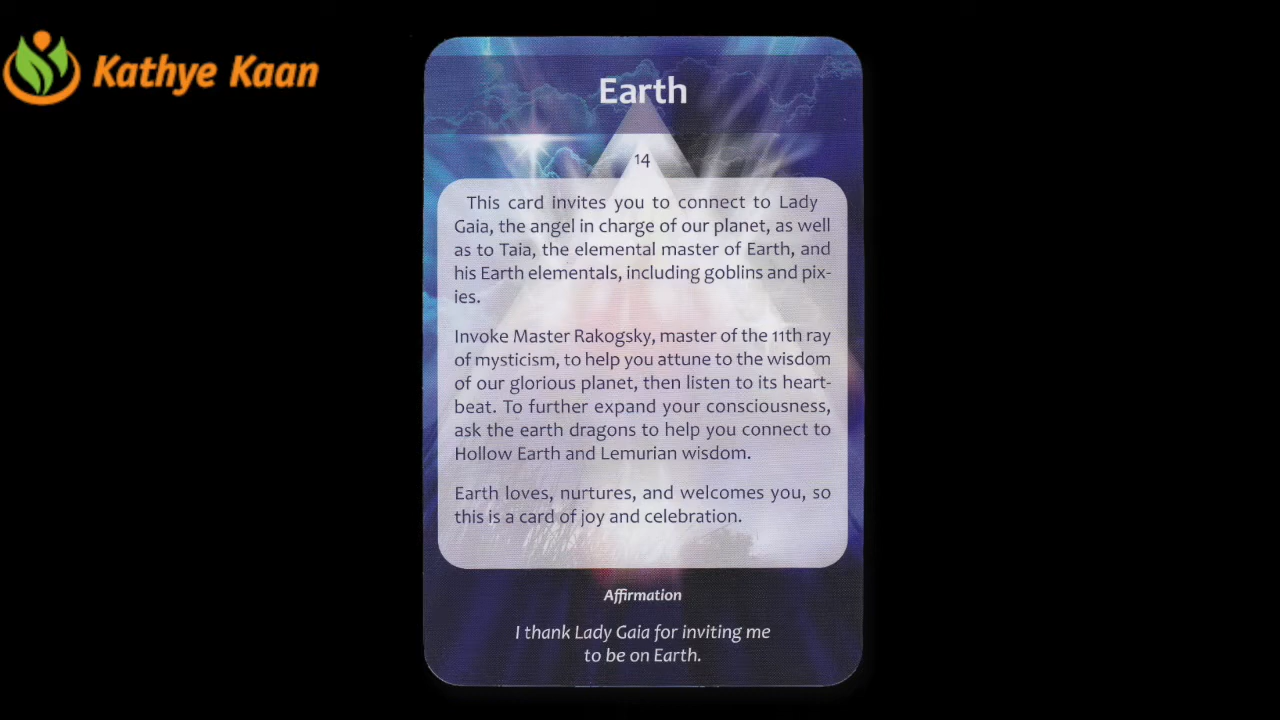 Kathye Kaan
Earth
14
This card invites you to connect to Lady
Gaia, the angel in charge of our planet, as well
as to Taia, the elemental master of Earth, and
his Earth elementals, including goblins and pix-
ies.
Invoke Master Rakogsky, master of the 11th ray
of mysticism, to help you attune to the wisdom
of our glorious planet, then listen to its heart-
beat. To further expand your consciousness,
ask the earth dragons to help you connect to
Hollow Earth and Lemurian wisdom.
Earth loves, nurtures, and welcomes you, so
this is a card of joy and celebration.
Affirmation
I thank Lady Gaia for inviting me
to be on Earth.